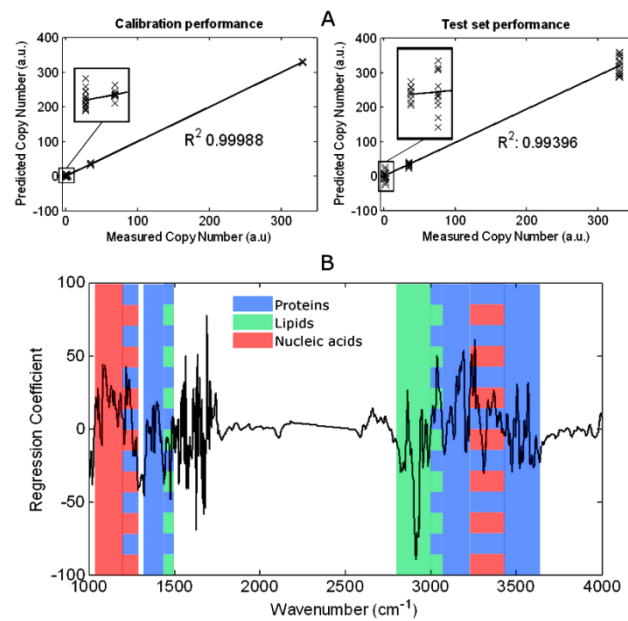 A
Calibration performance
Test set performance
Predicted Copy Number (a.u.)
400
300
200
100
0
-100
R² 0.99988
0
100
200
300
Measured Copy Number (a.u)
Predicted Copy Number (a.u.)
400
300
200
100
0
-100
R²: 0.99396
0
100
200
300
Measured Copy Number (a.u.)
B
Regression Coefficient
100
50
0
-50
-100
Proteins
Lipids
Nucleic acids
1000
1500
2000
2500
3000
3500
4000
Wavenumber (cm⁻¹)